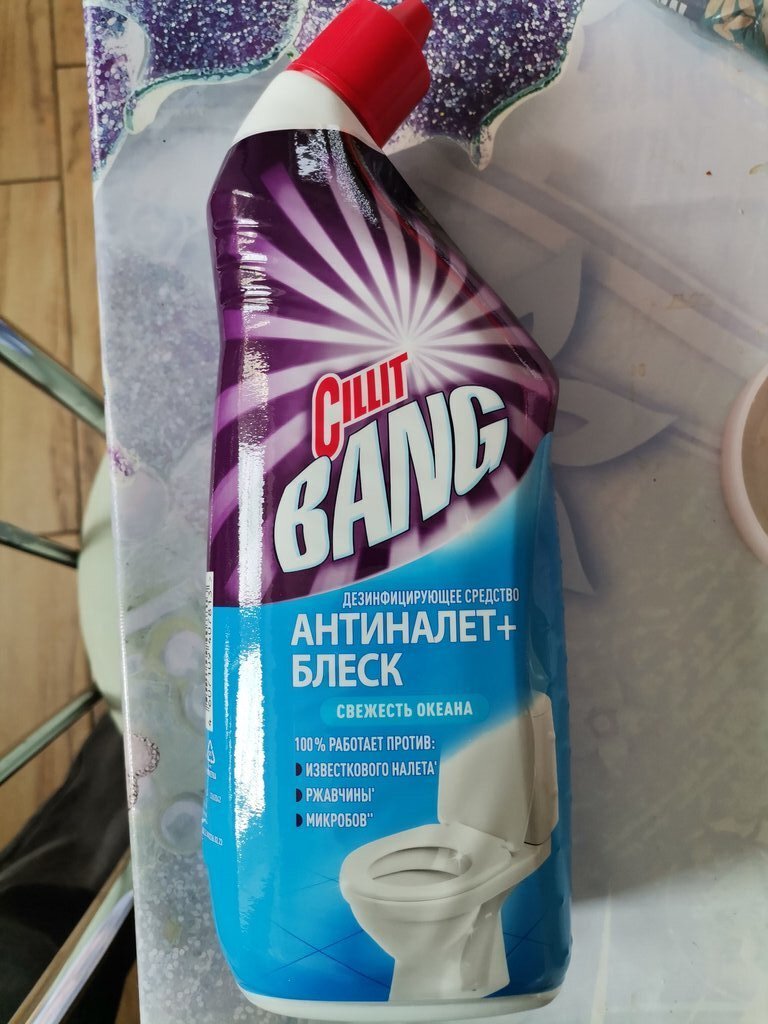 CILLIT
BANG
ДЕЗИНФИЦИРУЮЩЕЕ СРЕДСТВО
АНТИНАЛЕТ+
БЛЕСК
СВЕЖЕСТЬ ОКЕАНА
100% РАБОТАЕТ ПРОТИВ:
ИЗВЕСТКОВОГО НАЛЕТА'
РЖАВЧИНЫ'
МИКРОБОВ"